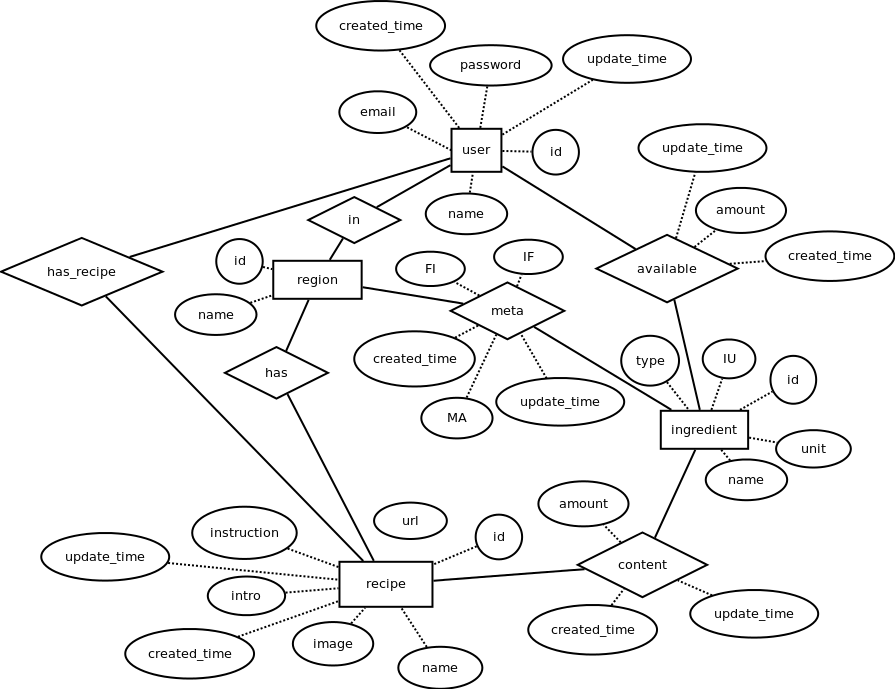 created_time
password
update_time
email
user
id
update_time
name
amount
in
id
has_recipe
region
FI
IF
available
created_time
name
meta
created_time
type
IU
id
has
MA
update_time
ingredient
unit
name
url
amount
instruction
id
update_time
recipe
content
intro
created_time
update_time
image
created_time
name